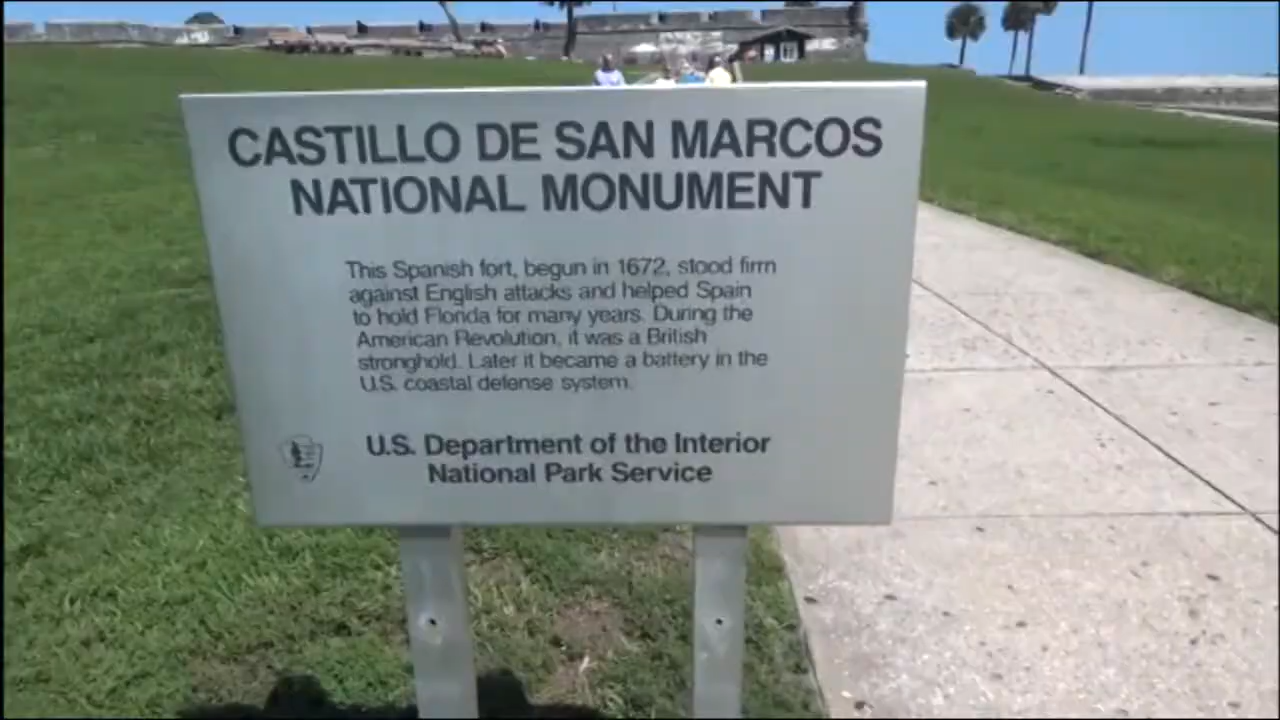 CASTILLO DE SAN MARCOS
NATIONAL MONUMENT
This Spanish fort, begun in 1672, stood firm
against English attacks and helped Spain
to hold Florida for many years. During the
American Revolution, it was a British
stronghold. Later it became a battery in the
U.S. coastal defense system.
U.S. Department of the Interior
National Park Service